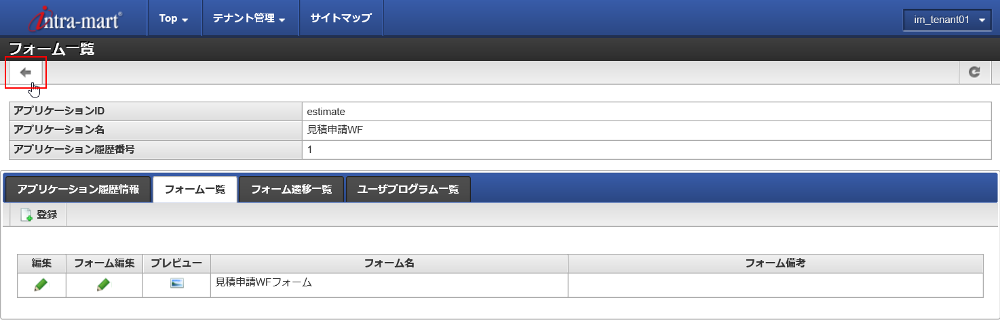 intra-mart
Top
テナント管理
サイトマップ
im_tenant01
フォーム一覧
アプリケーションID estimate
アプリケーション名 見積申請WF
アプリケーション履歴番号 1
アプリケーション履歴情報 フォーム一覧 フォーム遷移一覧 ユーザプログラム一覧
登録
編集 フォーム編集 プレビュー フォーム名 フォーム備考
見積申請WFフォーム